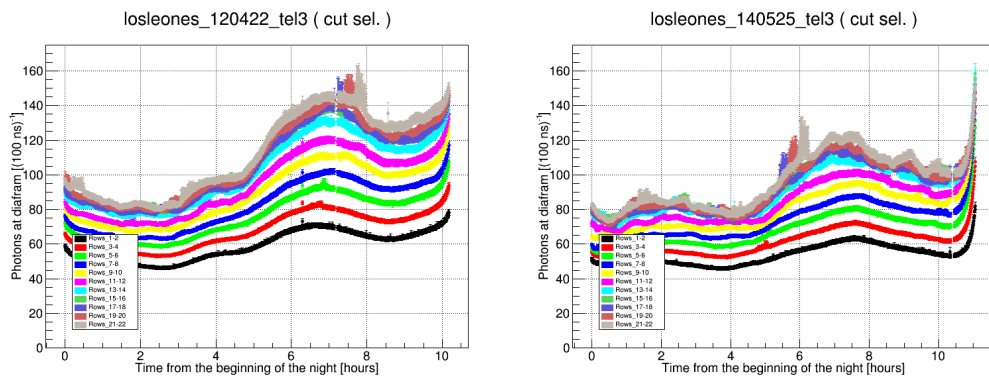 losleones_120422_tel3 ( cut sel. )
Photons at diafram [(100 ns)⁻¹]
160
140
120
100
80
60
40
20
0
Rows_1-2
Rows_3-4
Rows_5-6
Rows_7-8
Rows_9-10
Rows_11-12
Rows_13-14
Rows_15-16
Rows_17-18
Rows_19-20
Rows_21-22
0 2 4 6 8 10
Time from the beginning of the night [hours]
losleones_140525_tel3 ( cut sel. )
Photons at diafram [(100 ns)⁻¹]
160
140
120
100
80
60
40
20
0
Rows_1-2
Rows_3-4
Rows_5-6
Rows_7-8
Rows_9-10
Rows_11-12
Rows_13-14
Rows_15-16
Rows_17-18
Rows_19-20
Rows_21-22
0 2 4 6 8 10
Time from the beginning of the night [hours]